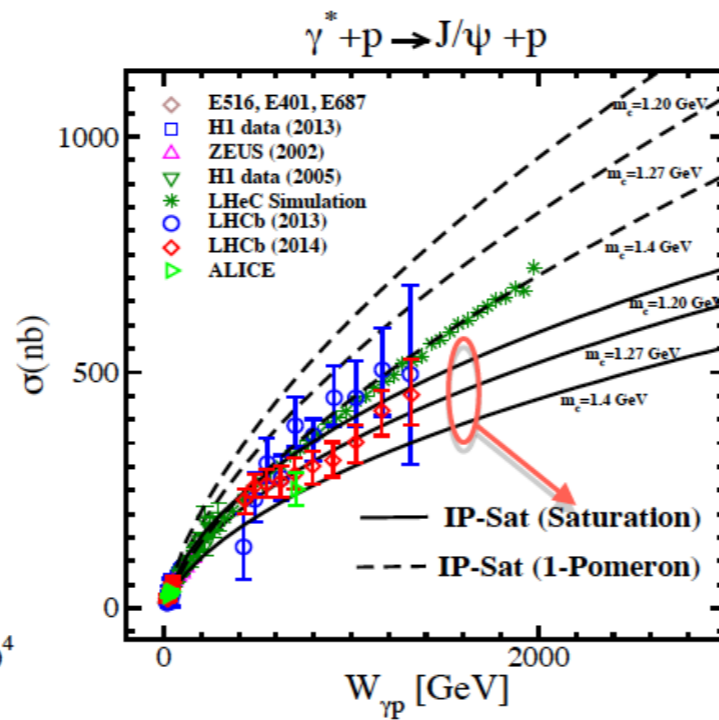 γ*+p → J/ψ +p
E516, E401, E687
H1 data (2013)
ZEUS (2002)
H1 data (2005)
LHeC Simulation
LHCb (2013)
LHCb (2014)
ALICE
m_c=1.20 GeV
m_c=1.27 GeV
m_c=1.4 GeV
m_c=1.20 GeV
m_c=1.27 GeV
m_c=1.4 GeV
IP-Sat (Saturation)
IP-Sat (1-Pomeron)
1000
500
0
σ(nb)
0
2000
W_γp [GeV]
4